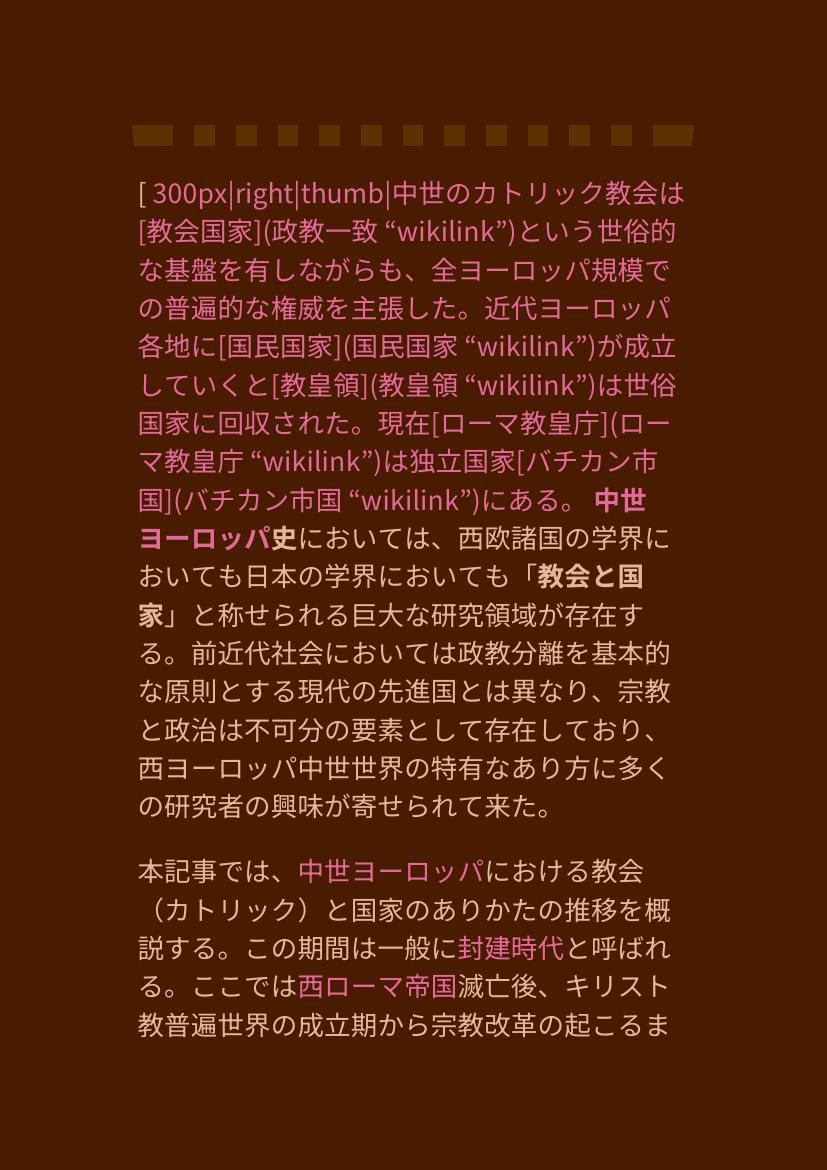 [ 300px|right|thumb|中世のカトリック教会は
[教会国家](政教一致 “wikilink”)という世俗的
な基盤を有しながらも、全ヨーロッパ規模で
の普遍的な権威を主張した。近代ヨーロッパ
各地に[国民国家](国民国家 “wikilink”)が成立
していくと[教皇領](教皇領 “wikilink”)は世俗
国家に回収された。現在[ローマ教皇庁](ロー
マ教皇庁 “wikilink”)は独立国家[バチカン市
国](バチカン市国 “wikilink”)にある。 中世
ヨーロッパ史においては、西欧諸国の学界に
おいても日本の学界においても「教会と国
家」と称せられる巨大な研究領域が存在す
る。前近代社会においては政教分離を基本的
な原則とする現代の先進国とは異なり、宗教
と政治は不可分の要素として存在しており、
西ヨーロッパ中世世界の特有なあり方に多く
の研究者の興味が寄せられて来た。
本記事では、中世ヨーロッパにおける教会
（カトリック）と国家のありかたの推移を概
説する。この期間は一般に封建時代と呼ばれ
る。ここでは西ローマ帝国滅亡後、キリスト
教普遍世界の成立期から宗教改革の起こるま